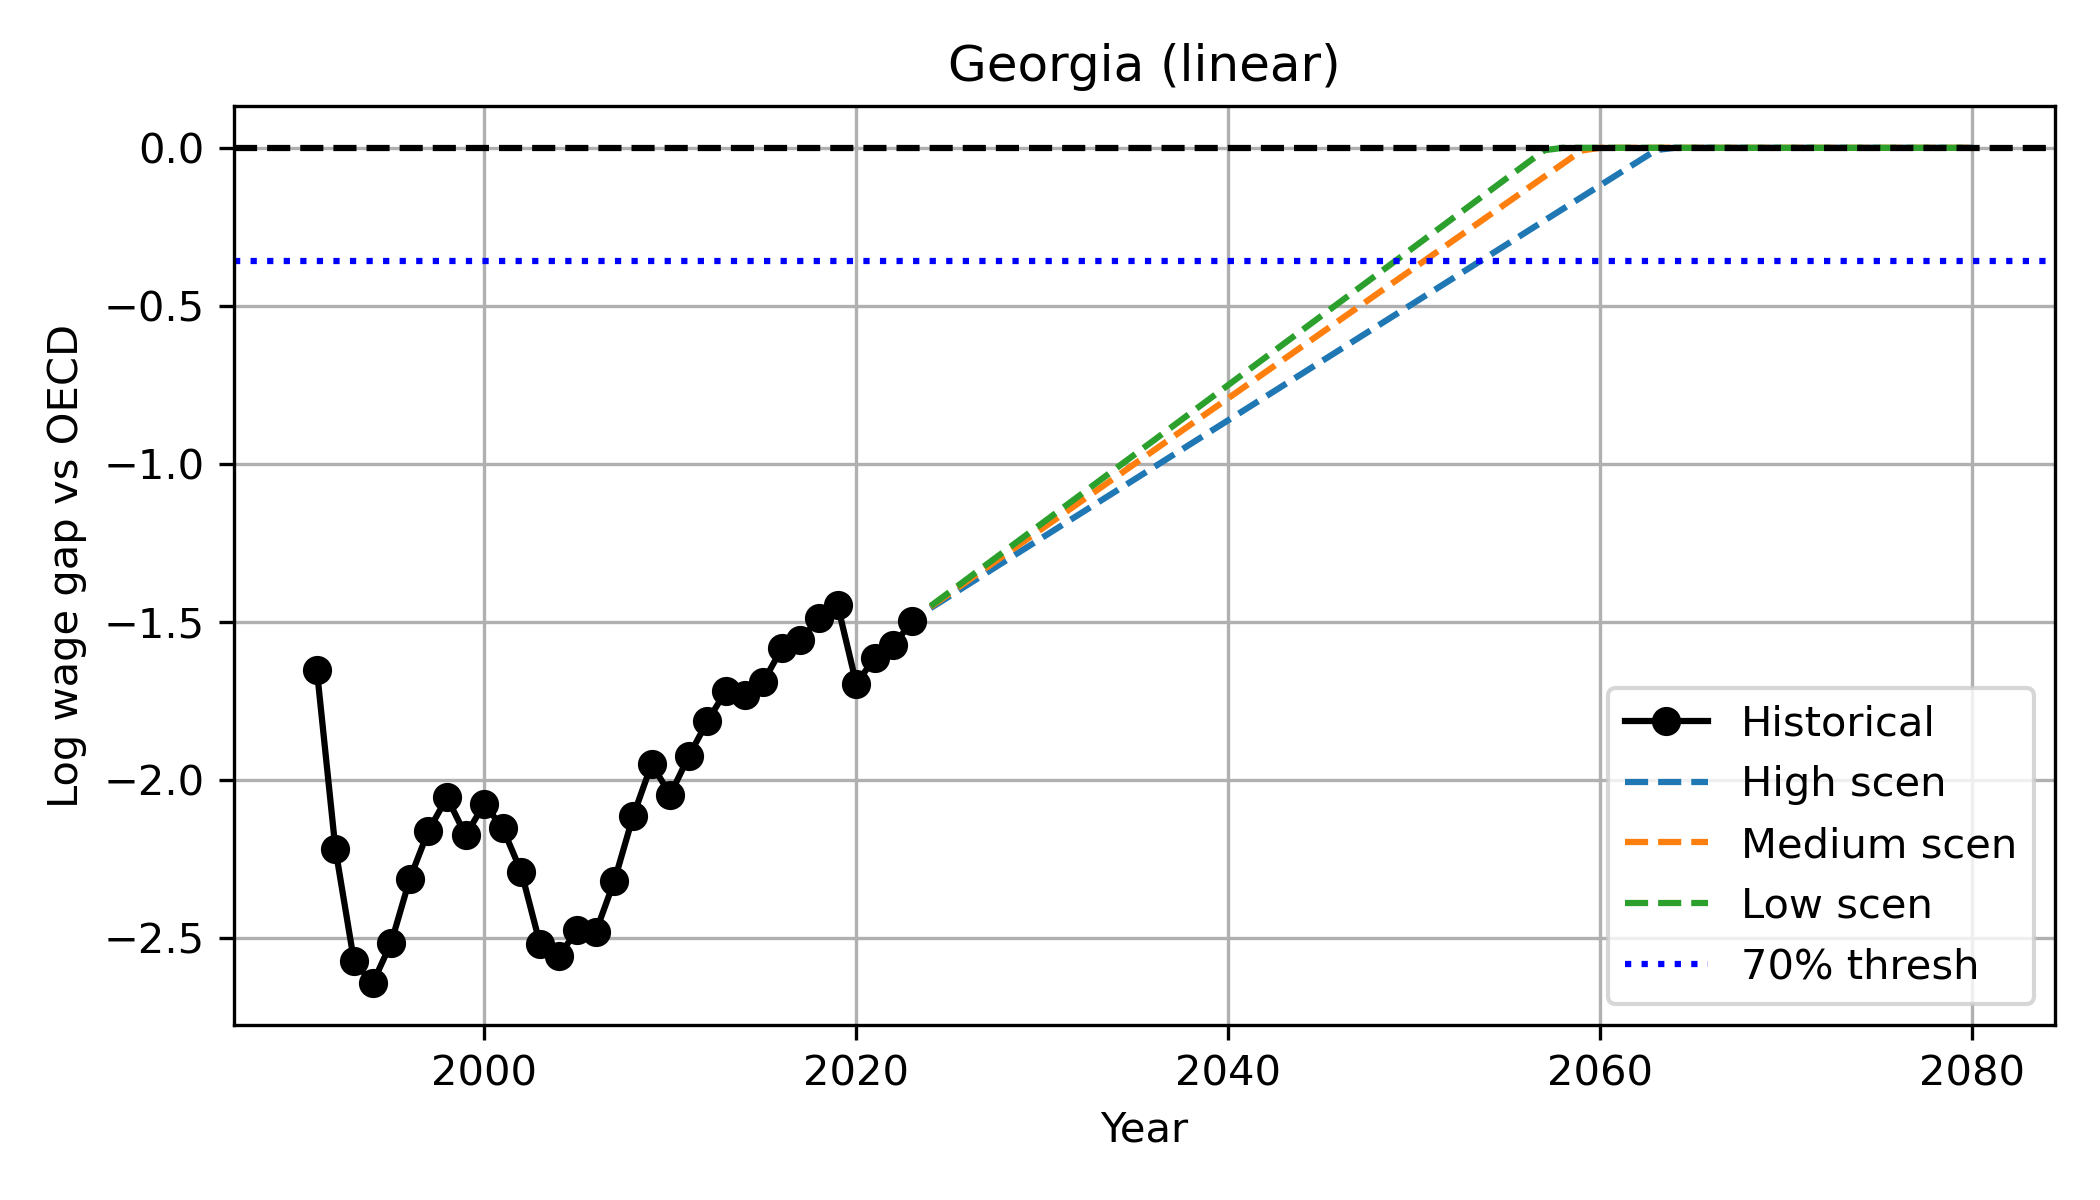 Georgia (linear)
Log wage gap vs OECD
0.0
−0.5
−1.0
−1.5
−2.0
−2.5
2000
2020
2040
2060
2080
Year
Historical
High scen
Medium scen
Low scen
70% thresh